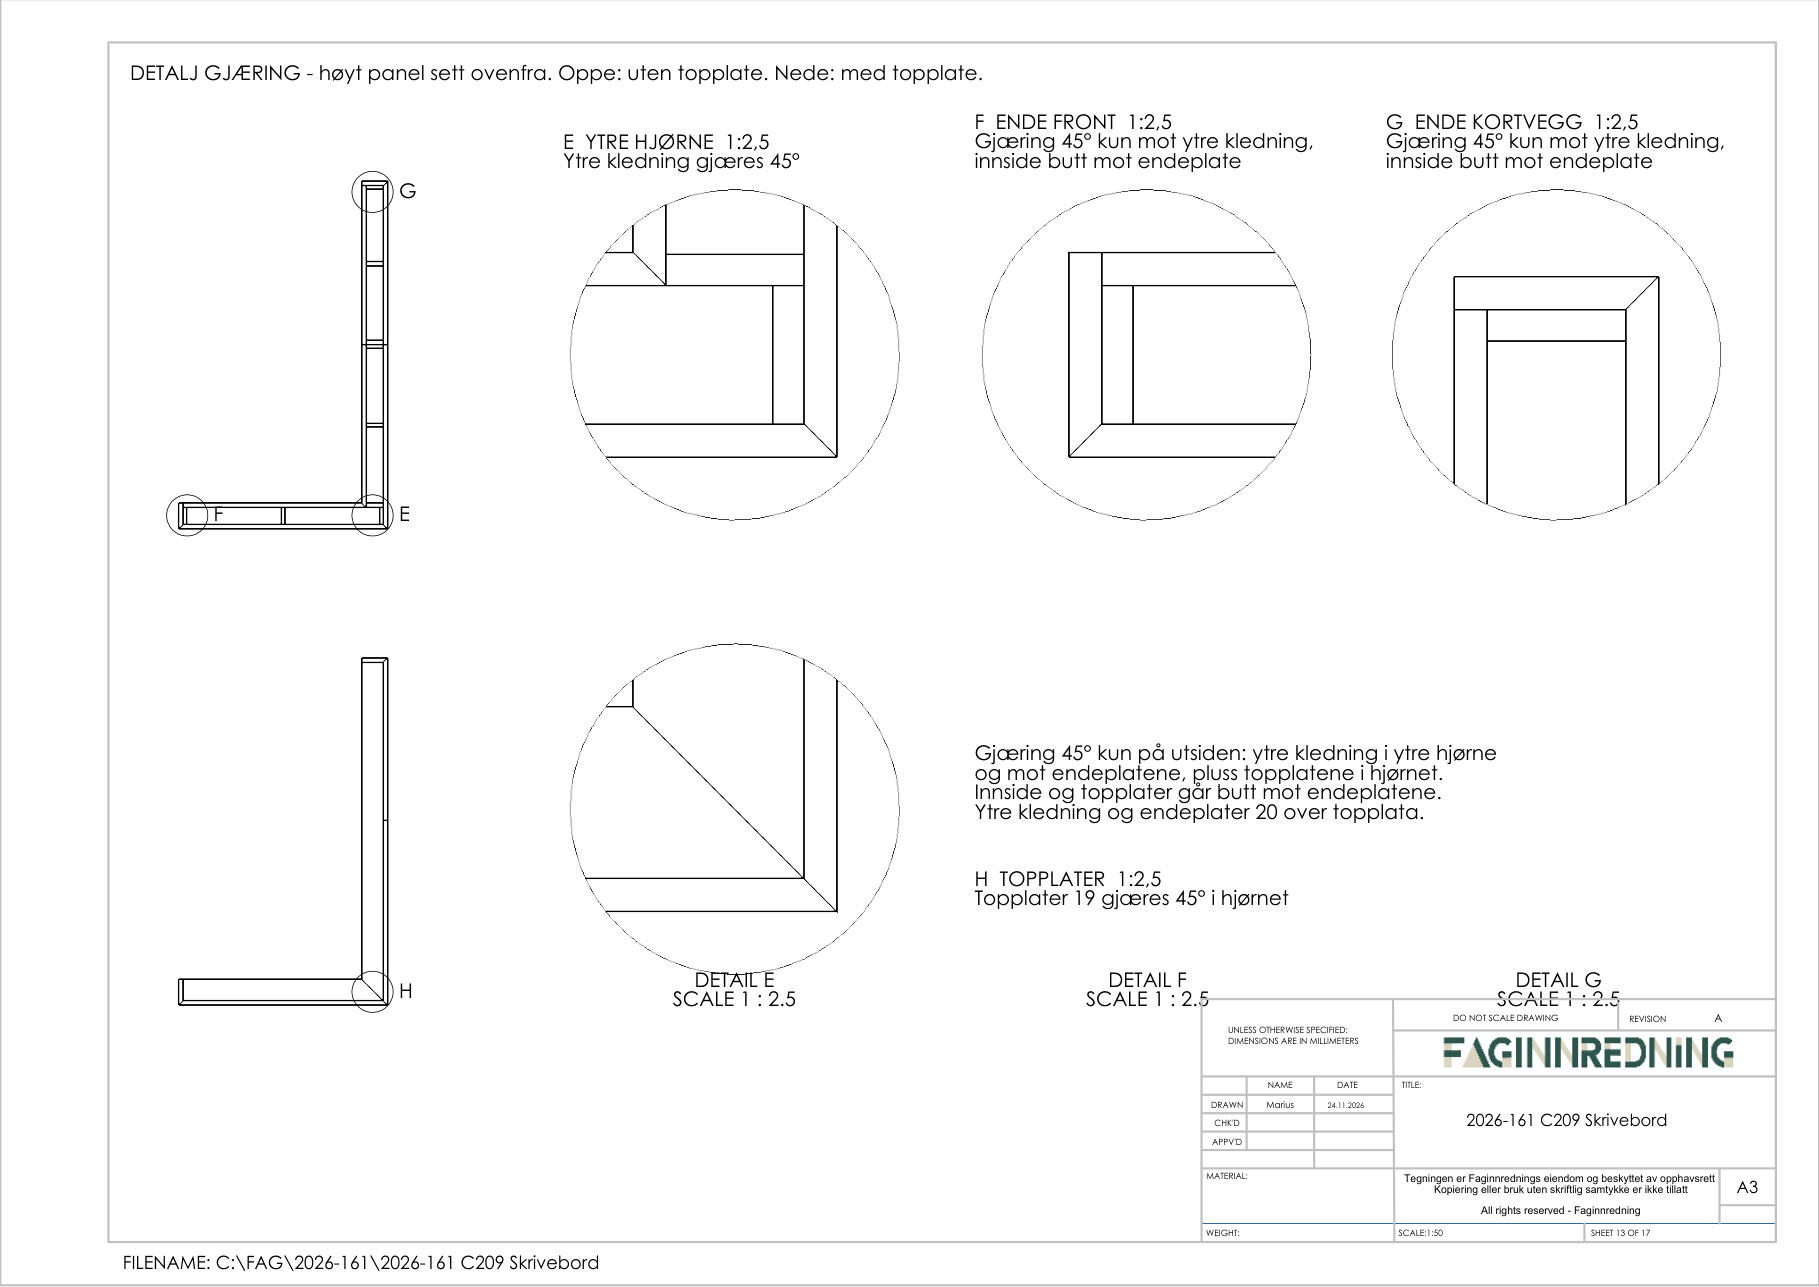 DETALJ GJÆRING - høyt panel sett ovenfra. Oppe: uten topplate. Nede: med topplate.
E  YTRE HJØRNE  1:2,5
Ytre kledning gjæres 45°
F  ENDE FRONT  1:2,5
Gjæring 45° kun mot ytre kledning,
innside butt mot endeplate
G  ENDE KORTVEGG  1:2,5
Gjæring 45° kun mot ytre kledning,
innside butt mot endeplate
G
F
E
Gjæring 45° kun på utsiden: ytre kledning i ytre hjørne
og mot endeplatene, pluss topplatene i hjørnet.
Innside og topplater går butt mot endeplatene.
Ytre kledning og endeplater 20 over topplata.
H  TOPPLATER  1:2,5
Topplater 19 gjæres 45° i hjørnet
H
DETAIL E
SCALE 1 : 2.5
DETAIL F
SCALE 1 : 2.5
DETAIL G
SCALE 1 : 2.5
UNLESS OTHERWISE SPECIFIED:
DIMENSIONS ARE IN MILLIMETERS
DO NOT SCALE DRAWING
REVISION
A
FAGINNREDNING
NAME
DATE
DRAWN
Marius
24.11.2026
CHK'D
APPV'D
TITLE:
2026-161 C209 Skrivebord
MATERIAL:
Tegningen er Faginnrednings eiendom og beskyttet av opphavsrett
Kopiering eller bruk uten skriftlig samtykke er ikke tillatt
All rights reserved - Faginnredning
A3
WEIGHT:
SCALE:1:50
SHEET 13 OF 17
FILENAME: C:\FAG\2026-161\2026-161 C209 Skrivebord